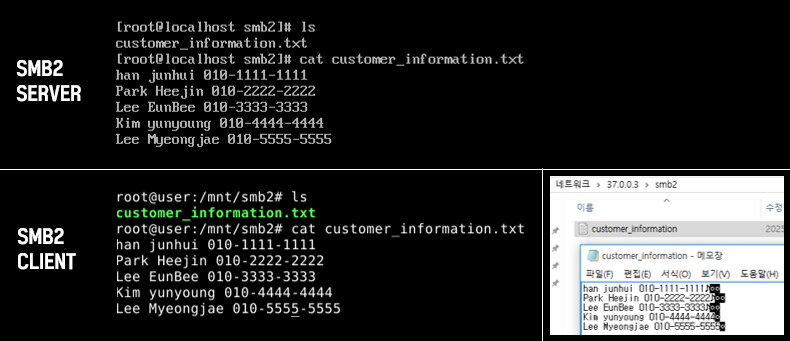 SMB2
SERVER
[root@localhost smb2]# ls
customer_information.txt
[root@localhost smb2]# cat customer_information.txt
han junhui 010-1111-1111
Park Heejin 010-2222-2222
Lee EunBee 010-3333-3333
Kim yunyoung 010-4444-4444
Lee Myeongjae 010-5555-5555
SMB2
CLIENT
root@user:/mnt/smb2# ls
customer_information.txt
root@user:/mnt/smb2# cat customer_information.txt
han junhui 010-1111-1111
Park Heejin 010-2222-2222
Lee EunBee 010-3333-3333
Kim yunyoung 010-4444-4444
Lee Myeongjae 010-5555-5555
네트워크 > 37.0.0.3 > smb2
이름 수정
customer_information 2025
customer_information - 메모장
파일(F) 편집(E) 서식(O) 보기(V) 도움말(H)
han junhui 010-1111-1111♪◙◙
Park Heejin 010-2222-2222♪◙◙
Lee EunBee 010-3333-3333♪◙◙
Kim yunyoung 010-4444-4444◙
Lee Myeongjae 010-5555-5555◙